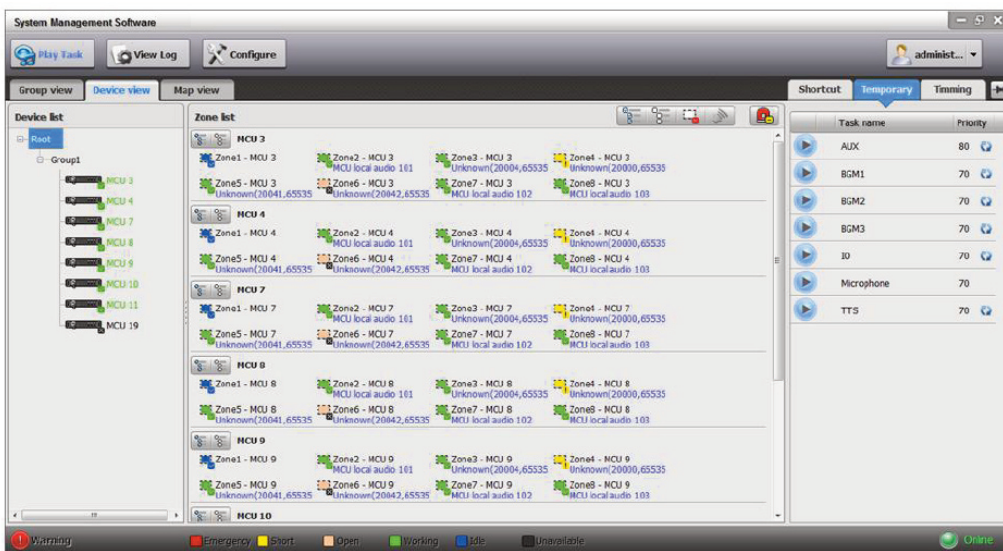 System Management Software
Play Task
View Log
Configure
administ...
Group view
Device view
Map view
Shortcut
Temporary
Timming
Device list
Root
Group1
MCU 3
MCU 4
MCU 7
MCU 8
MCU 9
MCU 10
MCU 11
MCU 19
Zone list
MCU 3
Zone1 - MCU 3 Zone2 - MCU 3 Zone3 - MCU 3 Zone4 - MCU 3
MCU local audio 101 Unknown(20004,65535 Unknown(20000,65535
Zone5 - MCU 3 Zone6 - MCU 3 Zone7 - MCU 3 Zone8 - MCU 3
Unknown(20041,65535 Unknown(20042,65535 MCU local audio 102 MCU local audio 103
MCU 4
Zone1 - MCU 4 Zone2 - MCU 4 Zone3 - MCU 4 Zone4 - MCU 4
MCU local audio 101 Unknown(20004,65535 Unknown(20000,65535
Zone5 - MCU 4 Zone6 - MCU 4 Zone7 - MCU 4 Zone8 - MCU 4
Unknown(20041,65535 Unknown(20042,65535 MCU local audio 102 MCU local audio 103
MCU 7
Zone1 - MCU 7 Zone2 - MCU 7 Zone3 - MCU 7 Zone4 - MCU 7
MCU local audio 101 Unknown(20004,65535 Unknown(20000,65535
Zone5 - MCU 7 Zone6 - MCU 7 Zone7 - MCU 7 Zone8 - MCU 7
Unknown(20041,65535 Unknown(20042,65535 MCU local audio 102 MCU local audio 103
MCU 8
Zone1 - MCU 8 Zone2 - MCU 8 Zone3 - MCU 8 Zone4 - MCU 8
MCU local audio 101 Unknown(20004,65535 Unknown(20000,65535
Zone5 - MCU 8 Zone6 - MCU 8 Zone7 - MCU 8 Zone8 - MCU 8
Unknown(20041,65535 Unknown(20042,65535 MCU local audio 102 MCU local audio 103
MCU 9
Zone1 - MCU 9 Zone2 - MCU 9 Zone3 - MCU 9 Zone4 - MCU 9
MCU local audio 101 Unknown(20004,65535 Unknown(20000,65535
Zone5 - MCU 9 Zone6 - MCU 9 Zone7 - MCU 9 Zone8 - MCU 9
Unknown(20041,65535 Unknown(20042,65535 MCU local audio 102 MCU local audio 103
MCU 10
Task name Priority
AUX 80
BGM1 70
BGM2 70
BGM3 70
IO 70
Microphone 70
TTS 70
Warning
Emergency
Short
Open
Working
Idle
Unavailable
Online